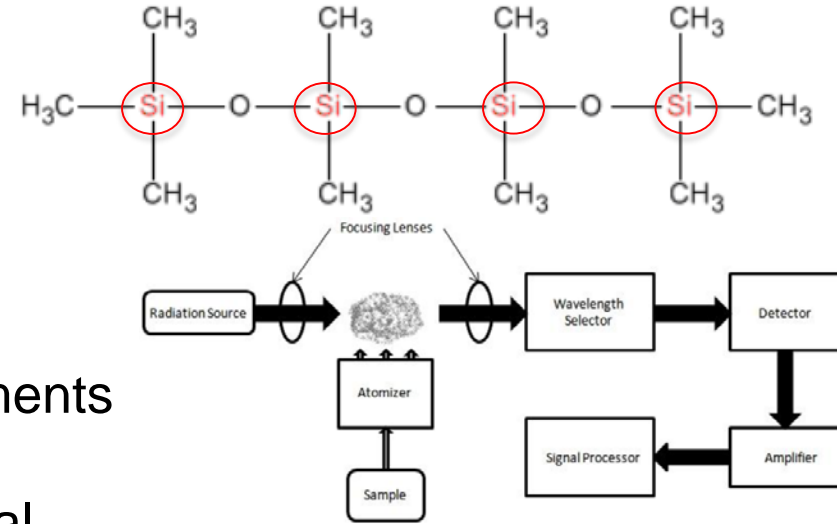 CH3 CH3 CH3 CH3
H3C Si O Si O Si O Si CH3
CH3 CH3 CH3 CH3
Focusing Lenses
Radiation Source
Wavelength
Selector
Detector
Atomizer
Sample
Signal Processor
Amplifier